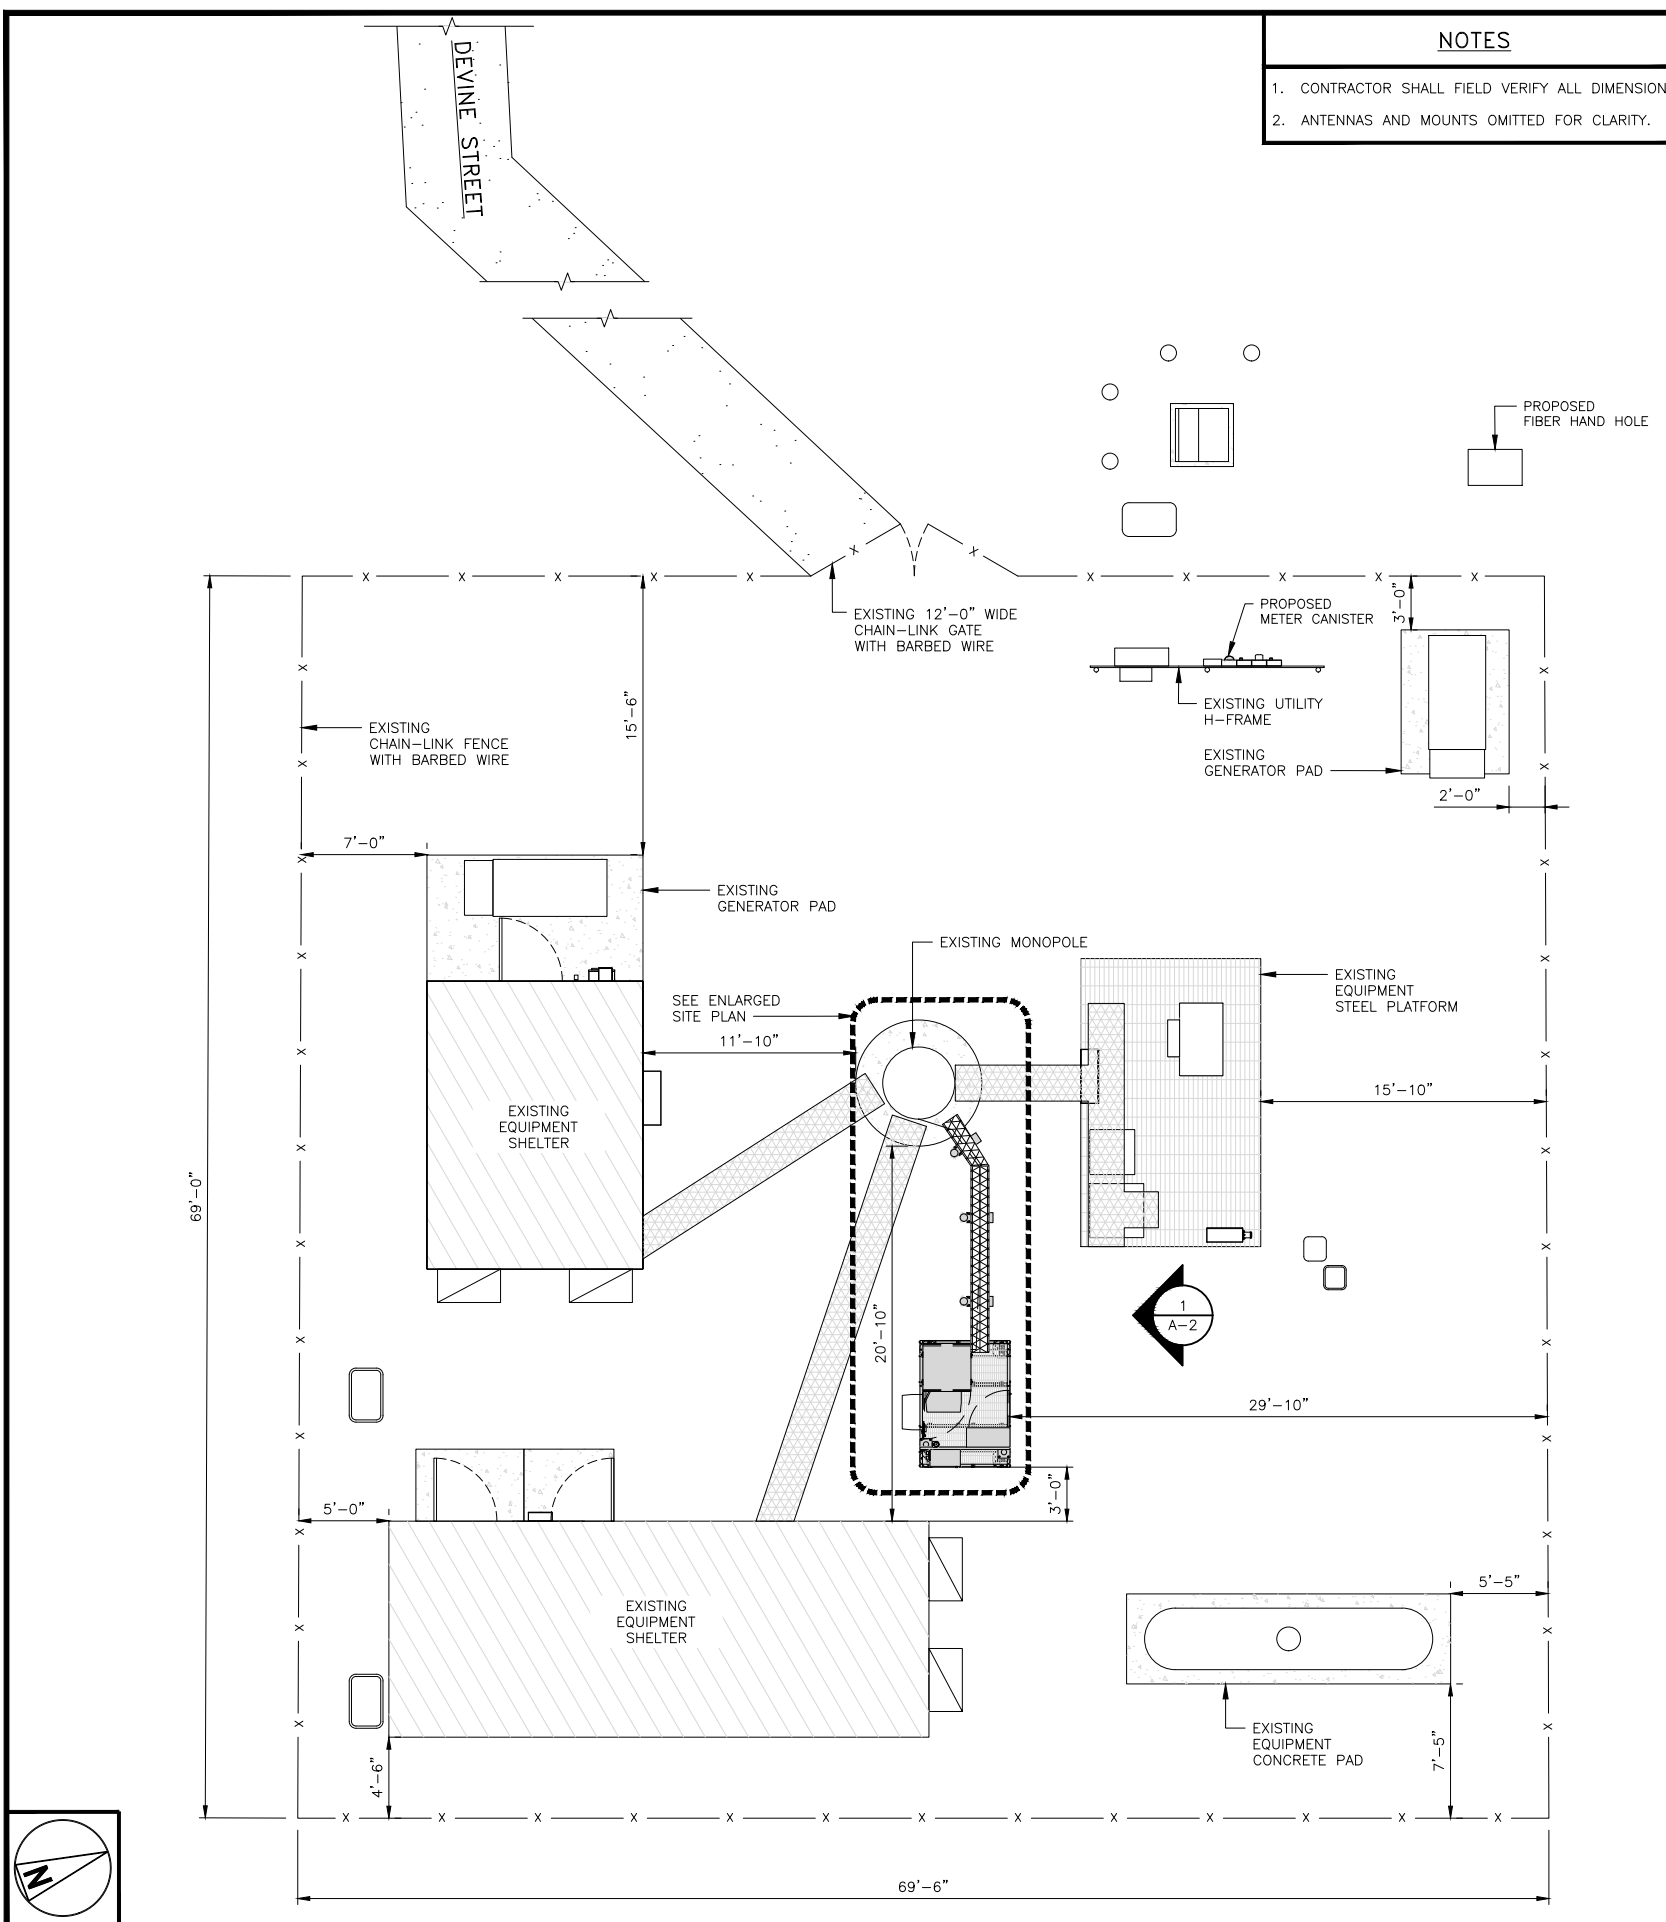 NOTES
1. CONTRACTOR SHALL FIELD VERIFY ALL DIMENSION
2. ANTENNAS AND MOUNTS OMITTED FOR CLARITY.
DEVINE STREET
PROPOSED
FIBER HAND HOLE
EXISTING 12'-0" WIDE
CHAIN-LINK GATE
WITH BARBED WIRE
PROPOSED
METER CANISTER
3'-0"
EXISTING UTILITY
H-FRAME
EXISTING
GENERATOR PAD
2'-0"
EXISTING
CHAIN-LINK FENCE
WITH BARBED WIRE
15'-6"
7'-0"
EXISTING
GENERATOR PAD
EXISTING MONOPOLE
EXISTING
EQUIPMENT
STEEL PLATFORM
SEE ENLARGED
SITE PLAN
11'-10"
15'-10"
EXISTING
EQUIPMENT
SHELTER
69'-0"
20'-10"
1
A-2
29'-10"
3'-0"
5'-0"
EXISTING
EQUIPMENT
SHELTER
5'-5"
EXISTING
EQUIPMENT
CONCRETE PAD
7'-5"
4'-6"
N
69'-6"